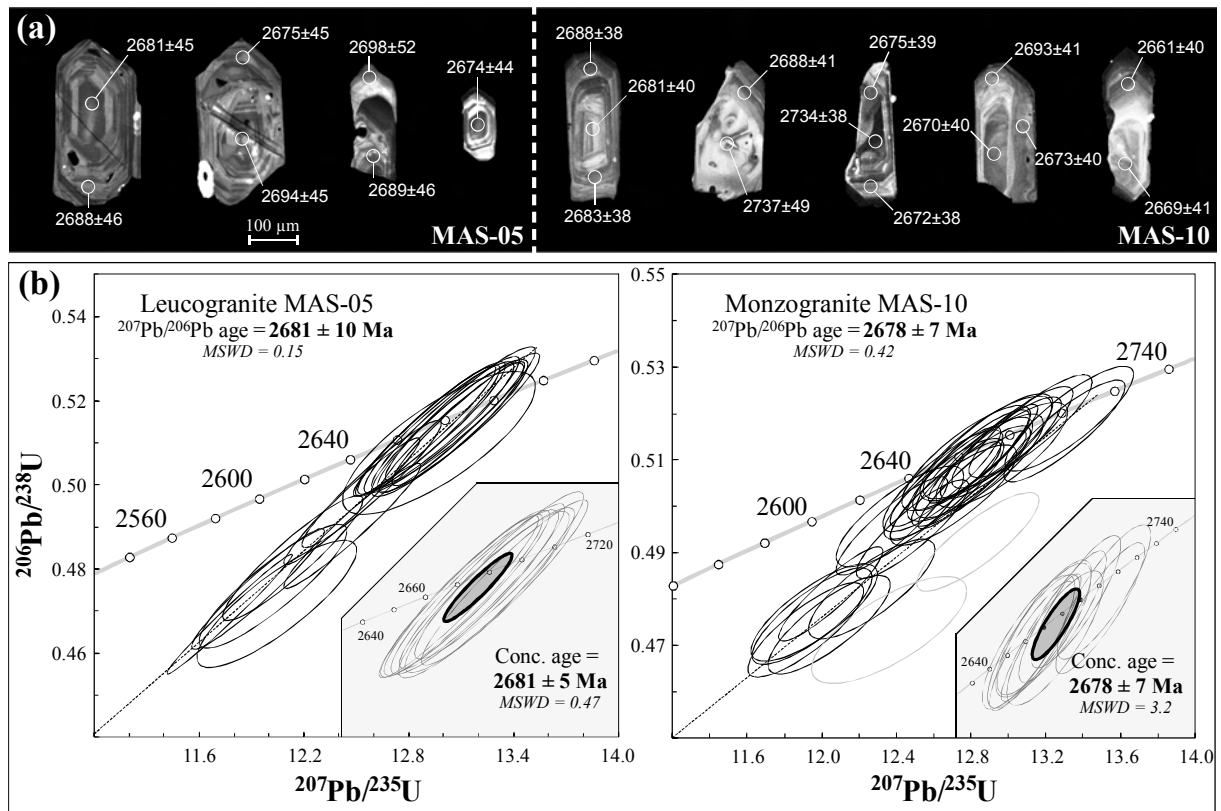 (a)
2681±45
2688±46
2675±45
2694±45
2698±52
2689±46
2674±44
100 µm
MAS-05
2688±38
2681±40
2683±38
2688±41
2737±49
2675±39
2734±38
2672±38
2693±41
2670±40
2673±40
2661±40
2669±41
MAS-10
(b)
Leucogranite MAS-05
207Pb/206Pb age = 2681 ± 10 Ma
MSWD = 0.15
206Pb/238U
0.54
0.52
0.50
0.48
0.46
2560
2600
2640
2640
2660
2720
Conc. age =
2681 ± 5 Ma
MSWD = 0.47
11.6
12.2
12.8
13.4
14.0
207Pb/235U
Monzogranite MAS-10
207Pb/206Pb age = 2678 ± 7 Ma
MSWD = 0.42
0.55
0.53
0.51
0.49
0.47
2600
2640
2740
2640
2740
Conc. age =
2678 ± 7 Ma
MSWD = 3.2
11.6
12.0
12.4
12.8
13.2
13.6
14.0
207Pb/235U